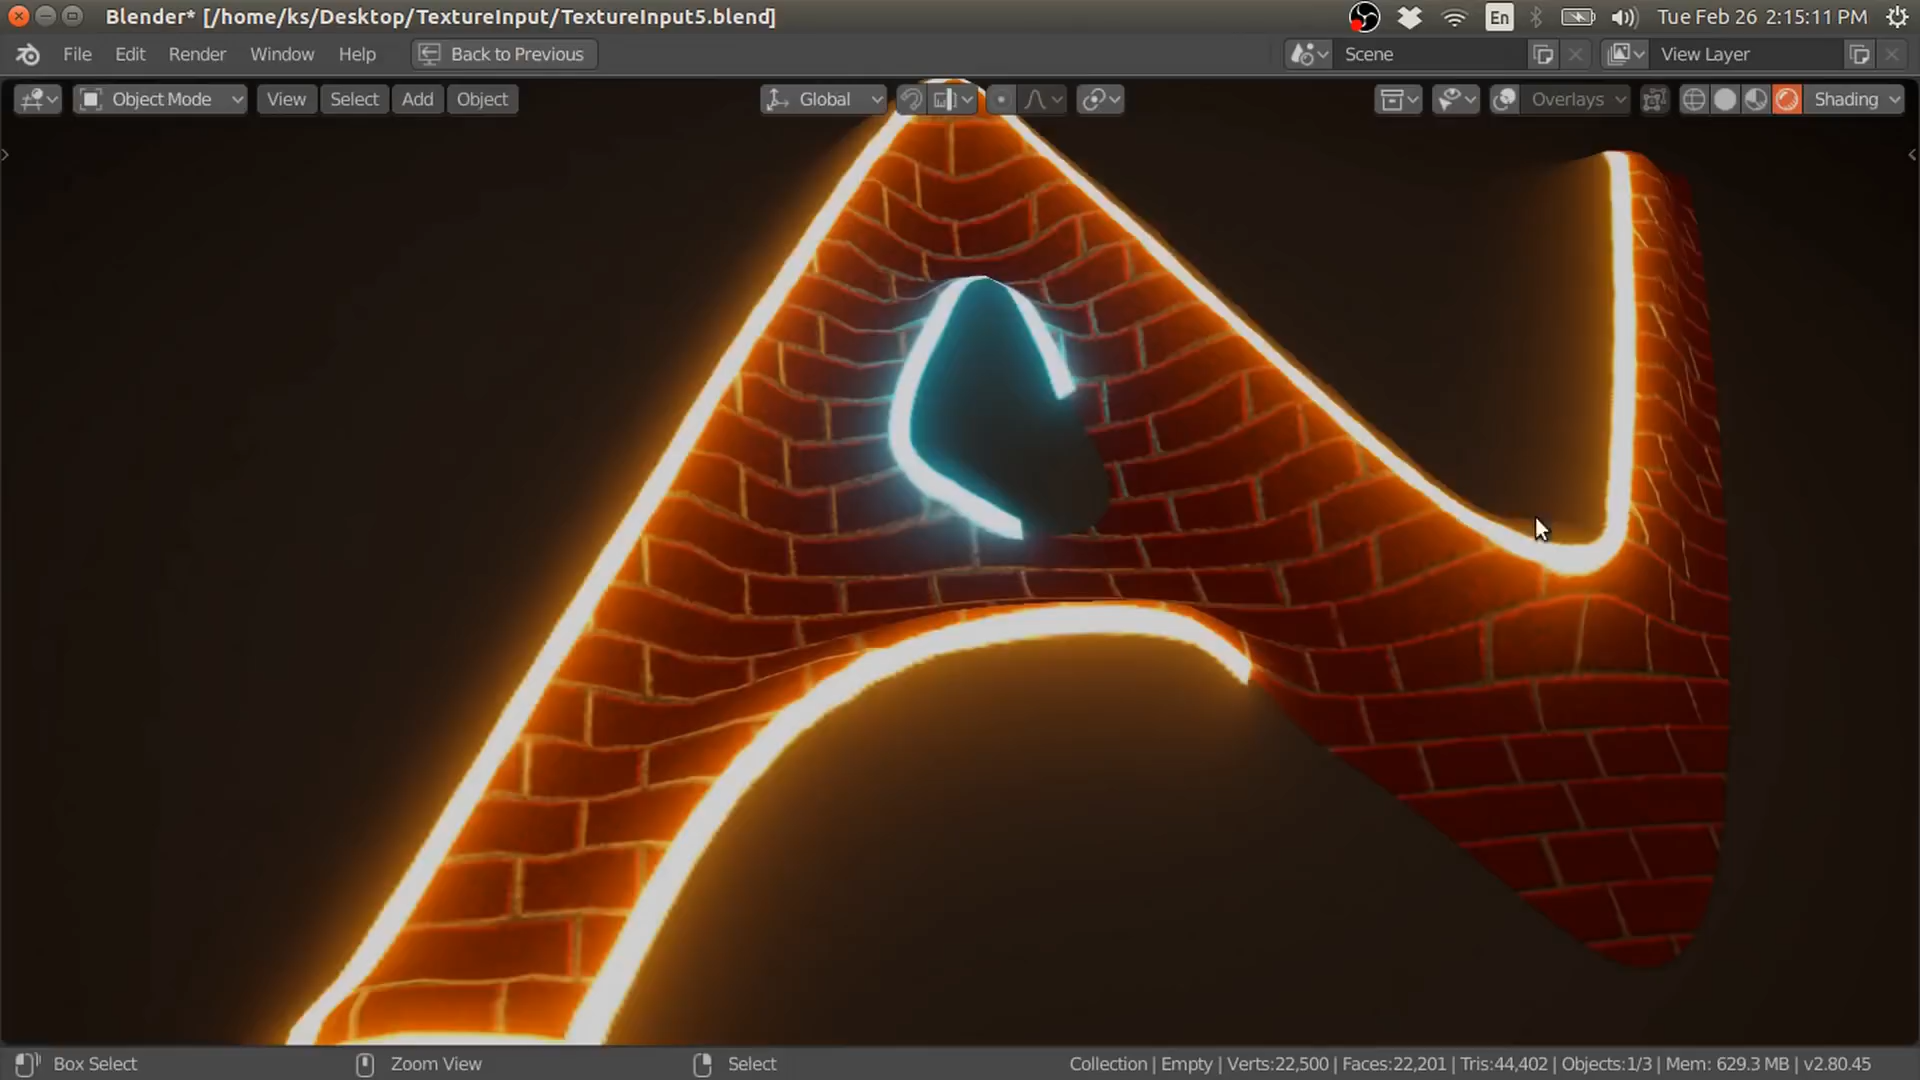 Blender* [/home/ks/Desktop/TextureInput/TextureInput5.blend]
En
Tue Feb 26 2:15:11 PM
File Edit Render Window Help Back to Previous
Scene
View Layer
Object Mode View Select Add Object
Global
Overlays
Shading
Box Select
Zoom View
Select
Collection | Empty | Verts:22,500 | Faces:22,201 | Tris:44,402 | Objects:1/3 | Mem: 629.3 MB | v2.80.45